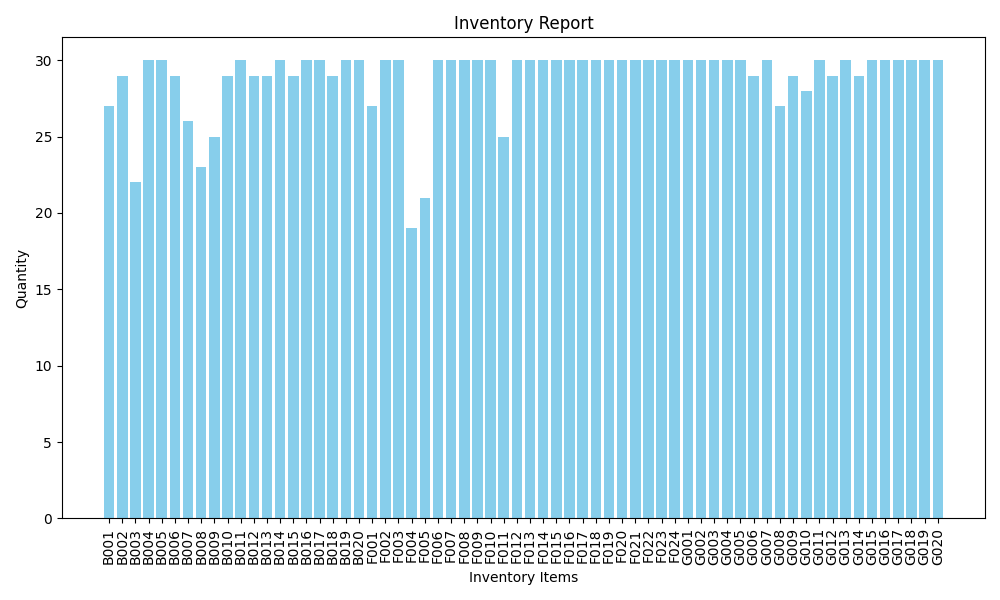 Inventory Report
Quantity
30
25
20
15
10
5
0
B001
B002
B003
B004
B005
B006
B007
B008
B009
B010
B011
B012
B013
B014
B015
B016
B017
B018
B019
B020
F001
F002
F003
F004
F005
F006
F007
F008
F009
F010
F011
F012
F013
F014
F015
F016
F017
F018
F019
F020
F021
F022
F023
F024
G001
G002
G003
G004
G005
G006
G007
G008
G009
G010
G011
G012
G013
G014
G015
G016
G017
G018
G019
G020
Inventory Items